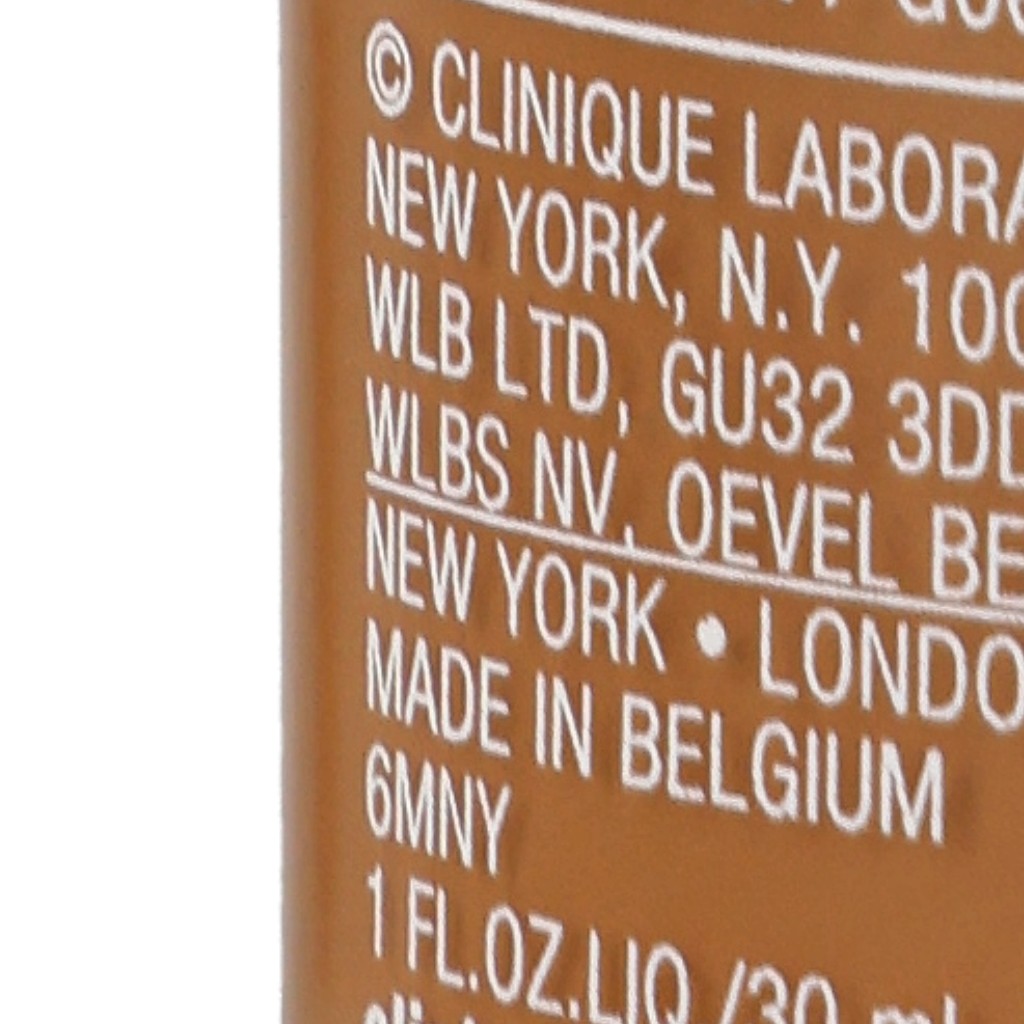 © CLINIQUE LABORA
NEW YORK, N.Y. 100
WLB LTD, GU32 3DD
WLBS NV, OEVEL BE
NEW YORK • LONDO
MADE IN BELGIUM
6MNY
1 FL.OZ.LIQ /30 ml